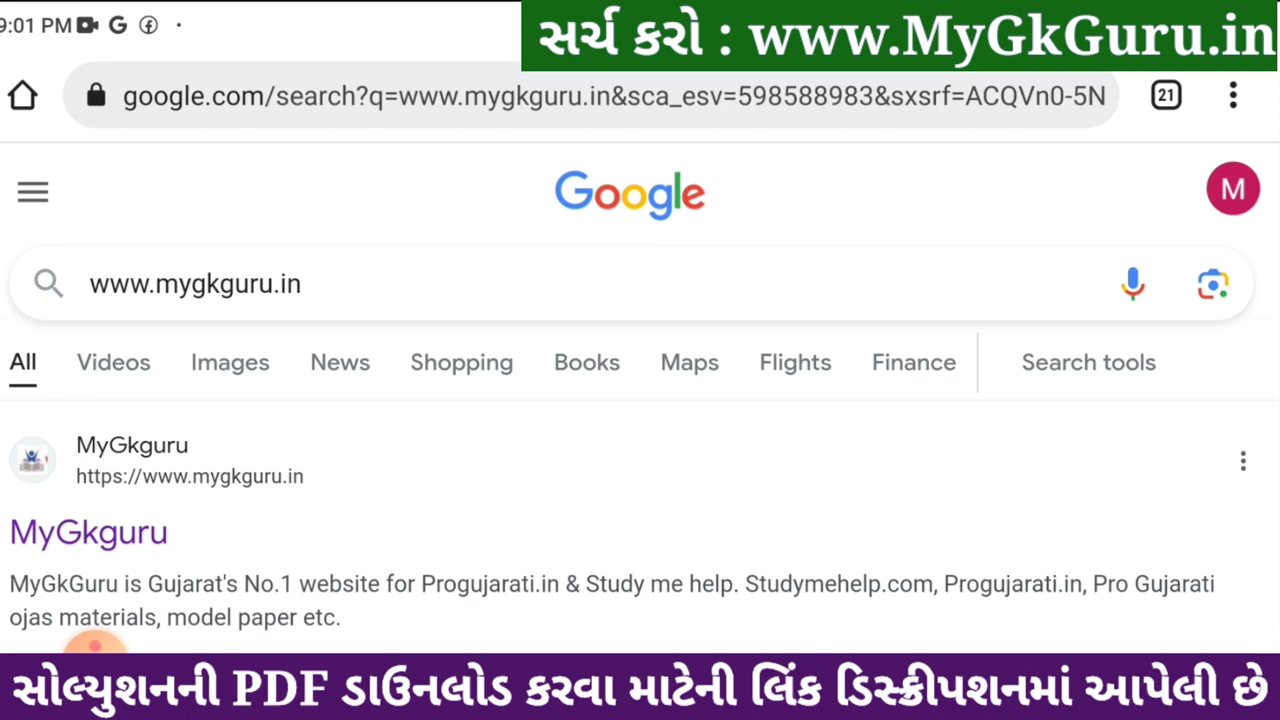 9:01 PM
સર્ચ કરો : www.MyGkGuru.in
google.com/search?q=www.mygkguru.in&sca_esv=598588983&sxsrf=ACQVn0-5N
21
Google
M
www.mygkguru.in
All Videos Images News Shopping Books Maps Flights Finance Search tools
MyGkguru
https://www.mygkguru.in
MyGkguru
MyGkGuru is Gujarat's No.1 website for Progujarati.in & Study me help. Studymehelp.com, Progujarati.in, Pro Gujarati
ojas materials, model paper etc.
સોલ્યુશનની PDF ડાઉનલોડ કરવા માટેની લિંક ડિસ્ક્રીપશનમાં આપેલી છે